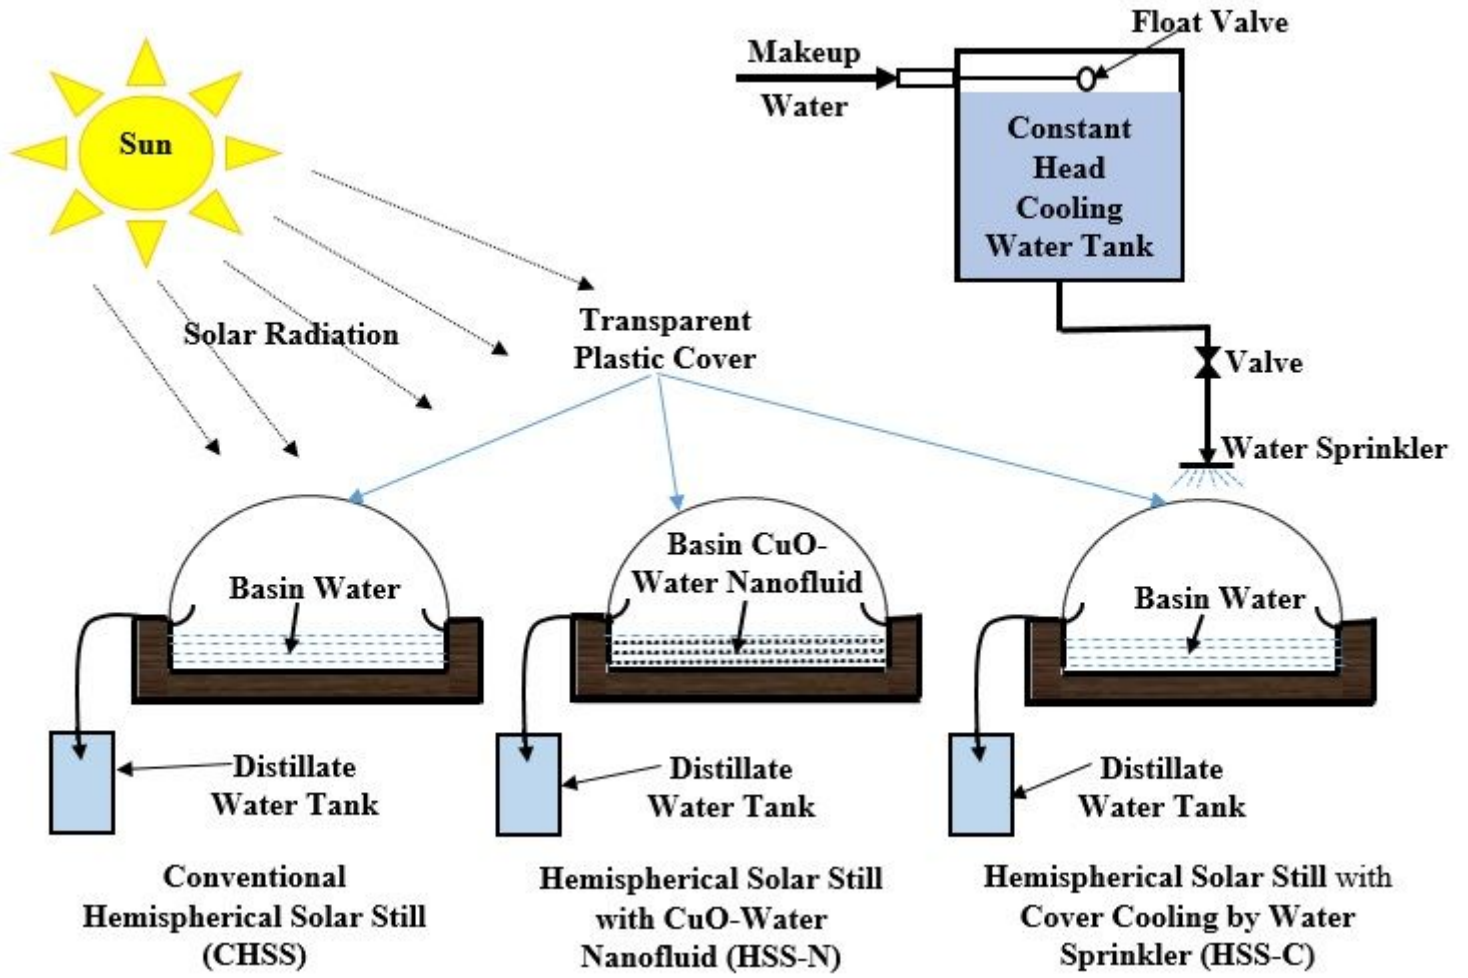 Float Valve
Makeup
Water
Constant
Head
Cooling
Water Tank
Sun
Solar Radiation
Transparent
Plastic Cover
Valve
Water Sprinkler
Basin Water
Basin CuO-
Water Nanofluid
Basin Water
Distillate
Water Tank
Distillate
Water Tank
Distillate
Water Tank
Conventional
Hemispherical Solar Still
(CHSS)
Hemispherical Solar Still
with CuO-Water
Nanofluid (HSS-N)
Hemispherical Solar Still with
Cover Cooling by Water
Sprinkler (HSS-C)